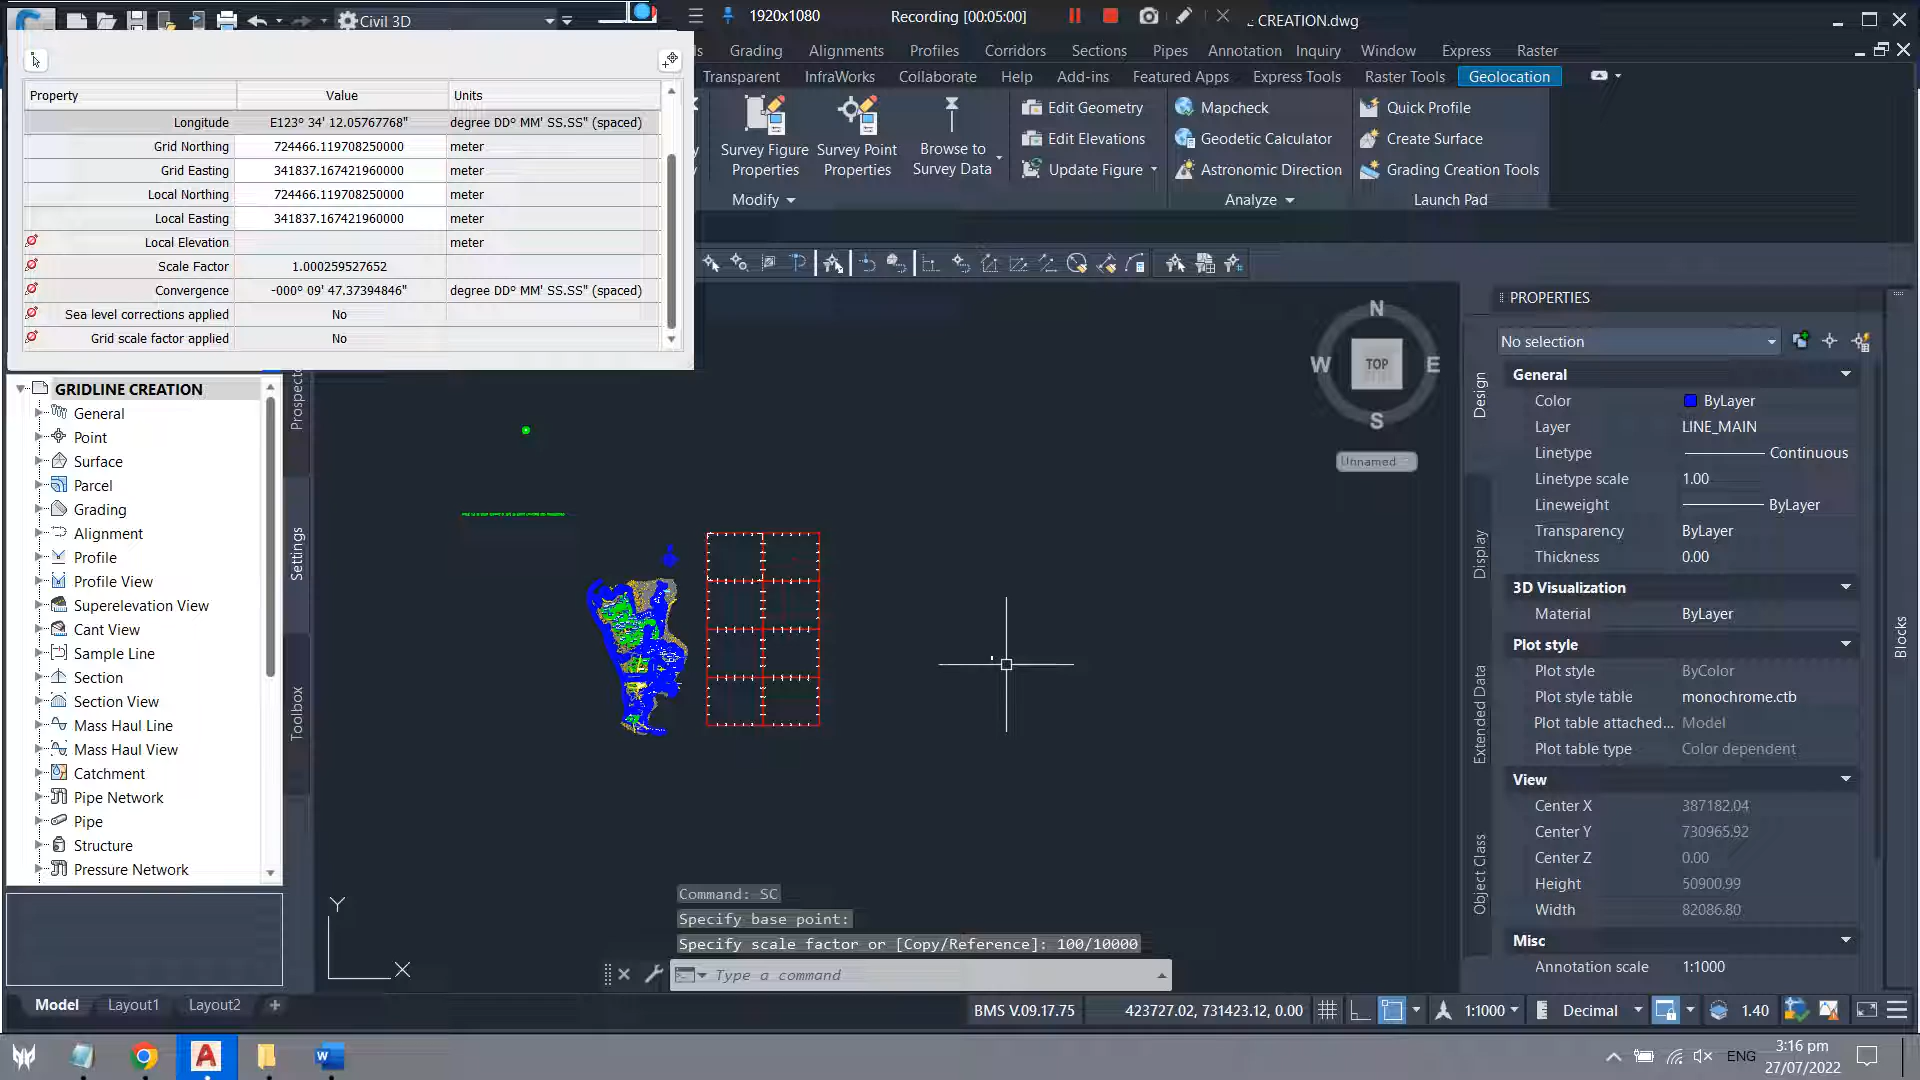 Civil 3D
1920x1080
Recording [00:05:00]
CREATION.dwg
Grading
Alignments
Profiles
Corridors
Sections
Pipes
Annotation
Inquiry
Window
Express
Raster
Transparent
InfraWorks
Collaborate
Help
Add-ins
Featured Apps
Express Tools
Raster Tools
Geolocation
Property Value Units
Longitude E123° 34' 12.05767768" degree DD° MM' SS.SS" (spaced)
Grid Northing 724466.119708250000 meter
Grid Easting 341837.167421960000 meter
Local Northing 724466.119708250000 meter
Local Easting 341837.167421960000 meter
Local Elevation meter
Scale Factor 1.000259527652
Convergence -000° 09' 47.37394846" degree DD° MM' SS.SS" (spaced)
Sea level corrections applied No
Grid scale factor applied No
Survey Figure Properties
Survey Point Properties
Browse to Survey Data
Edit Geometry
Edit Elevations
Update Figure
Modify
Mapcheck
Geodetic Calculator
Astronomic Direction
Analyze
Quick Profile
Create Surface
Grading Creation Tools
Launch Pad
GRIDLINE CREATION
General
Point
Surface
Parcel
Grading
Alignment
Profile
Profile View
Superelevation View
Cant View
Sample Line
Section
Section View
Mass Haul Line
Mass Haul View
Catchment
Pipe Network
Pipe
Structure
Pressure Network
Prospecto
Settings
Toolbox
N
W
TOP
E
S
Unnamed
Y
X
Command: SC
Specify base point:
Specify scale factor or [Copy/Reference]: 100/10000
Type a command
PROPERTIES
No selection
Design
Display
Extended Data
Object Class
Blocks
General
Color ByLayer
Layer LINE_MAIN
Linetype Continuous
Linetype scale 1.00
Lineweight ByLayer
Transparency ByLayer
Thickness 0.00
3D Visualization
Material ByLayer
Plot style
Plot style ByColor
Plot style table monochrome.ctb
Plot table attached... Model
Plot table type Color dependent
View
Center X 387182.04
Center Y 730965.92
Center Z 0.00
Height 50900.99
Width 82086.80
Misc
Annotation scale 1:1000
Model
Layout1
Layout2
+
BMS V.09.17.75
423727.02, 731423.12, 0.00
1:1000
Decimal
1.40
ENG
3:16 pm
27/07/2022